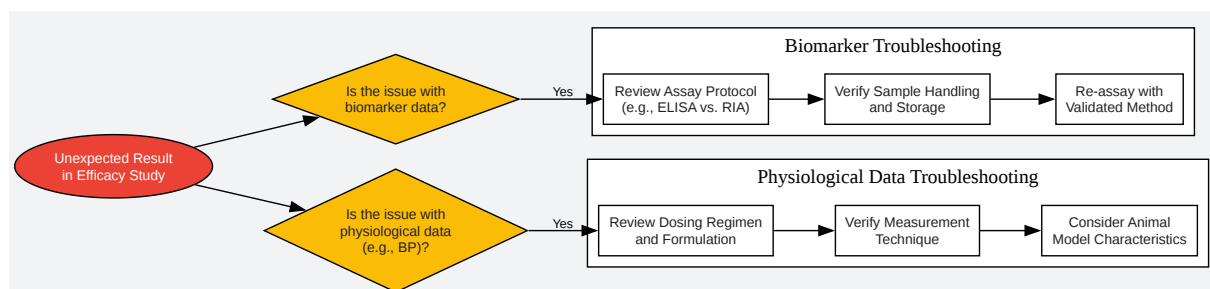 Unexpected Result
in Efficacy Study
Is the issue with
biomarker data?
Yes
Biomarker Troubleshooting
Review Assay Protocol
(e.g., ELISA vs. RIA)
Verify Sample Handling
and Storage
Re-assay with
Validated Method
Is the issue with
physiological data
(e.g., BP)?
Yes
Physiological Data Troubleshooting
Review Dosing Regimen
and Formulation
Verify Measurement
Technique
Consider Animal
Model Characteristics